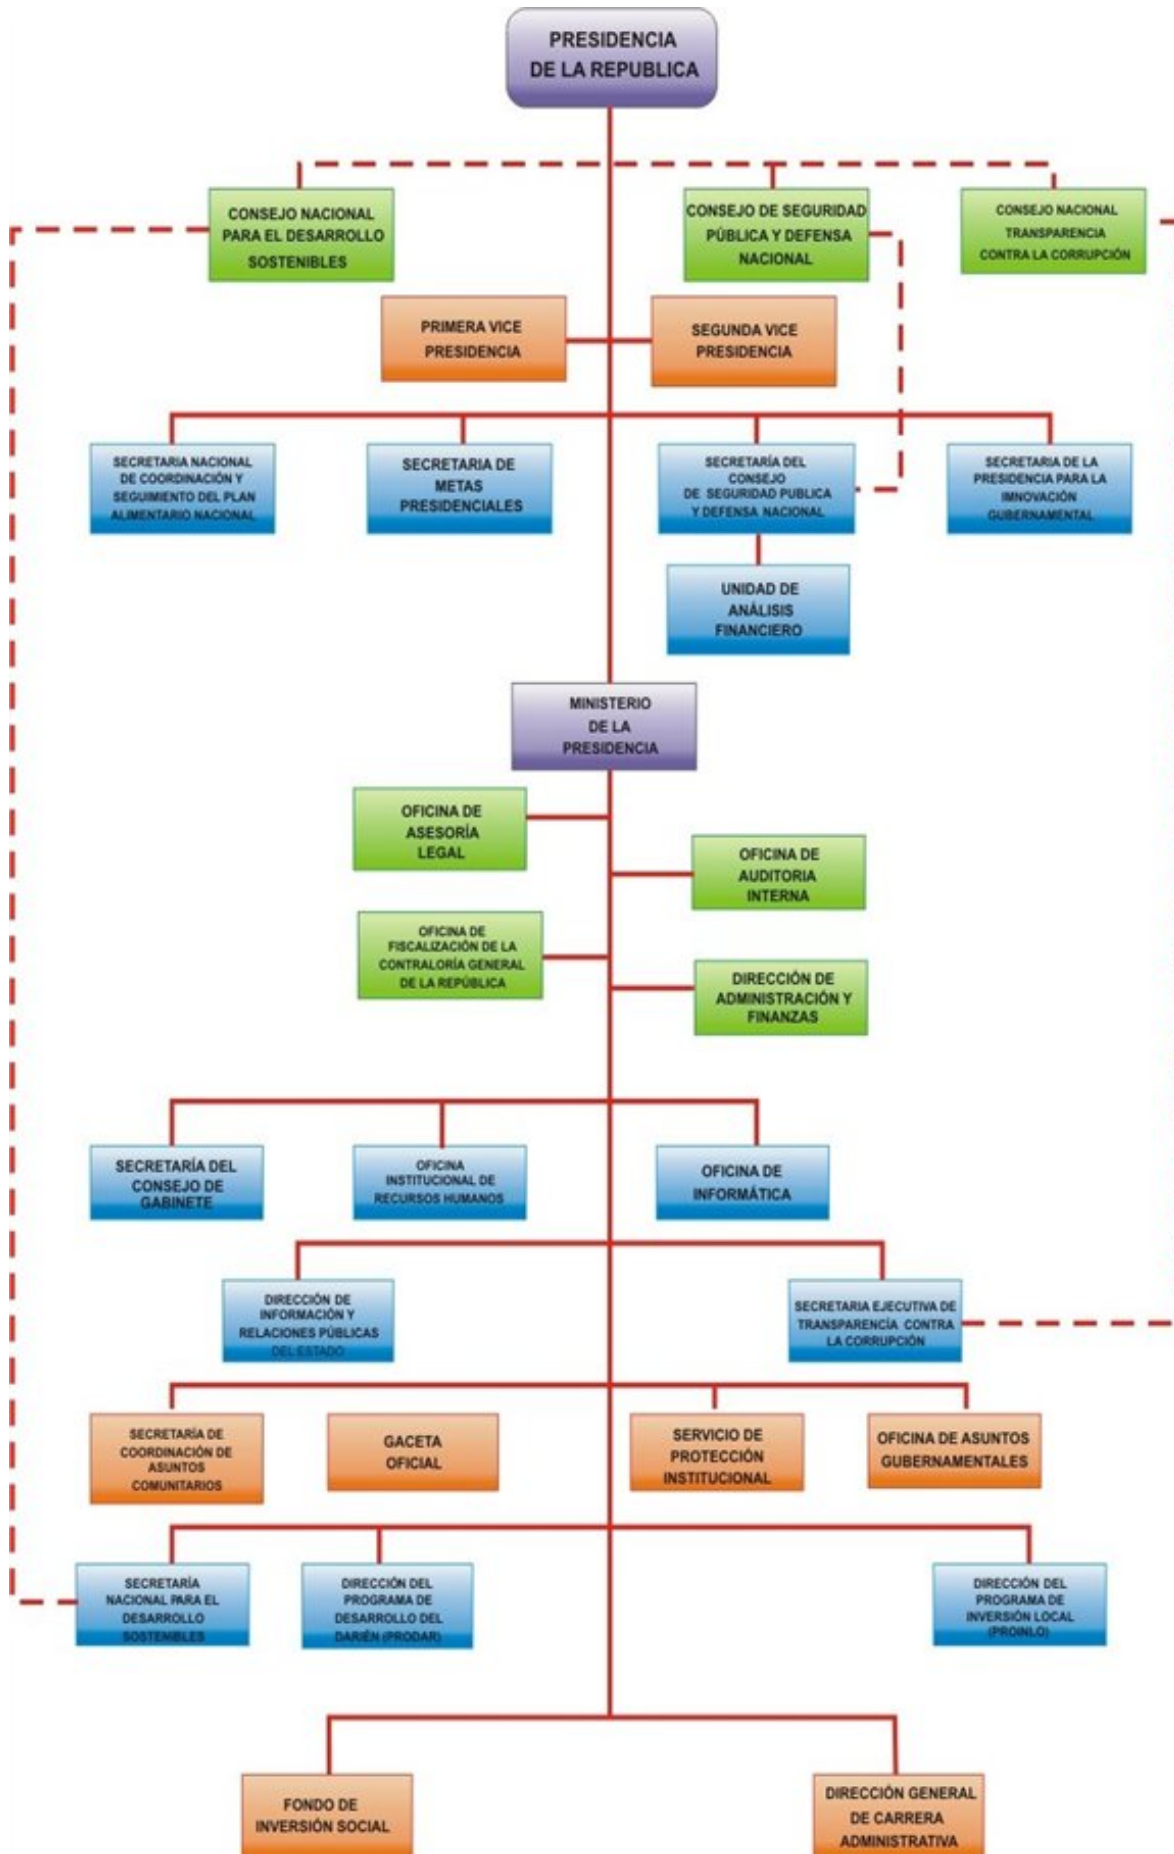 PRESIDENCIA
DE LA REPUBLICA
CONSEJO NACIONAL
PARA EL DESARROLLO
SOSTENIBLES
CONSEJO DE SEGURIDAD
PÚBLICA Y DEFENSA
NACIONAL
CONSEJO NACIONAL
TRANSPARENCIA
CONTRA LA CORRUPCIÓN
PRIMERA VICE
PRESIDENCIA
SEGUNDA VICE
PRESIDENCIA
SECRETARIA NACIONAL
DE COORDINACIÓN Y
SEGUIMIENTO DEL PLAN
ALIMENTARIO NACIONAL
SECRETARIA DE
METAS
PRESIDENCIALES
SECRETARÍA DEL
CONSEJO
DE SEGURIDAD PUBLICA
Y DEFENSA NACIONAL
SECRETARIA DE LA
PRESIDENCIA PARA LA
IMNOVACIÓN
GUBERNAMENTAL
UNIDAD DE
ANÁLISIS
FINANCIERO
MINISTERIO
DE LA
PRESIDENCIA
OFICINA DE
ASESORÍA
LEGAL
OFICINA DE
AUDITORIA
INTERNA
OFICINA DE
FISCALIZACIÓN DE LA
CONTRALORÍA GENERAL
DE LA REPÚBLICA
DIRECCIÓN DE
ADMINISTRACIÓN Y
FINANZAS
SECRETARÍA DEL
CONSEJO DE
GABINETE
OFICINA
INSTITUCIONAL DE
RECURSOS HUMANOS
OFICINA DE
INFORMÁTICA
DIRECCIÓN DE
INFORMACIÓN Y
RELACIONES PÚBLICAS
DEL ESTADO
SECRETARIA EJECUTIVA DE
TRANSPARENCÍA CONTRA
LA CORRUPCIÓN
SECRETARÍA DE
COORDINACIÓN DE
ASUNTOS
COMUNITARIOS
GACETA
OFICIAL
SERVICIO DE
PROTECCIÓN
INSTITUCIONAL
OFICINA DE ASUNTOS
GUBERNAMENTALES
SECRETARÍA
NACIONAL PARA EL
DESARROLLO
SOSTENIBLES
DIRECCIÓN DEL
PROGRAMA DE
DESARROLLO DEL
DARIÉN (PRODAR)
DIRECCIÓN DEL
PROGRAMA DE
INVERSIÓN LOCAL
(PROINLO)
FONDO DE
INVERSIÓN SOCIAL
DIRECCIÓN GENERAL
DE CARRERA
ADMINISTRATIVA